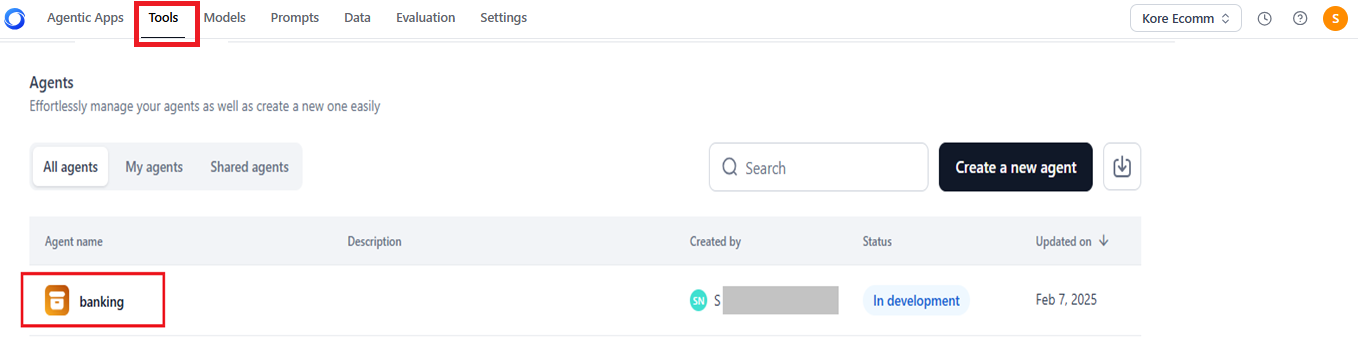 Agentic Apps Tools Models Prompts Data Evaluation Settings Kore Ecomm S
Agents
Effortlessly manage your agents as well as create a new one easily
All agents My agents Shared agents Search Create a new agent
Agent name Description Created by Status Updated on
banking SN S In development Feb 7, 2025